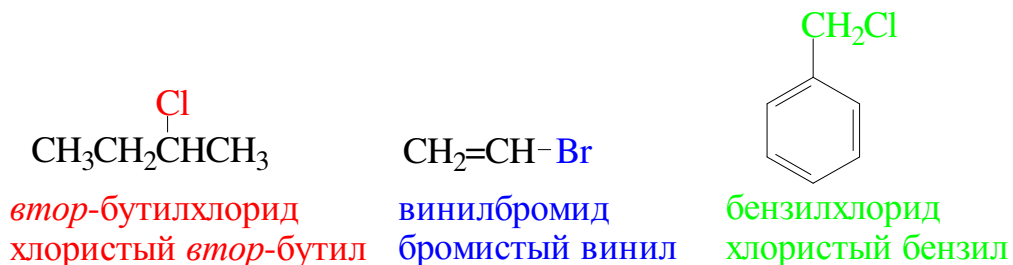 CH₂Cl
Cl
CH₃CH₂CHCH₃
CH₂=CH-Br
втор-бутилхлорид
хлористый втор-бутил
винилбромид
бромистый винил
бензилхлорид
хлористый бензил